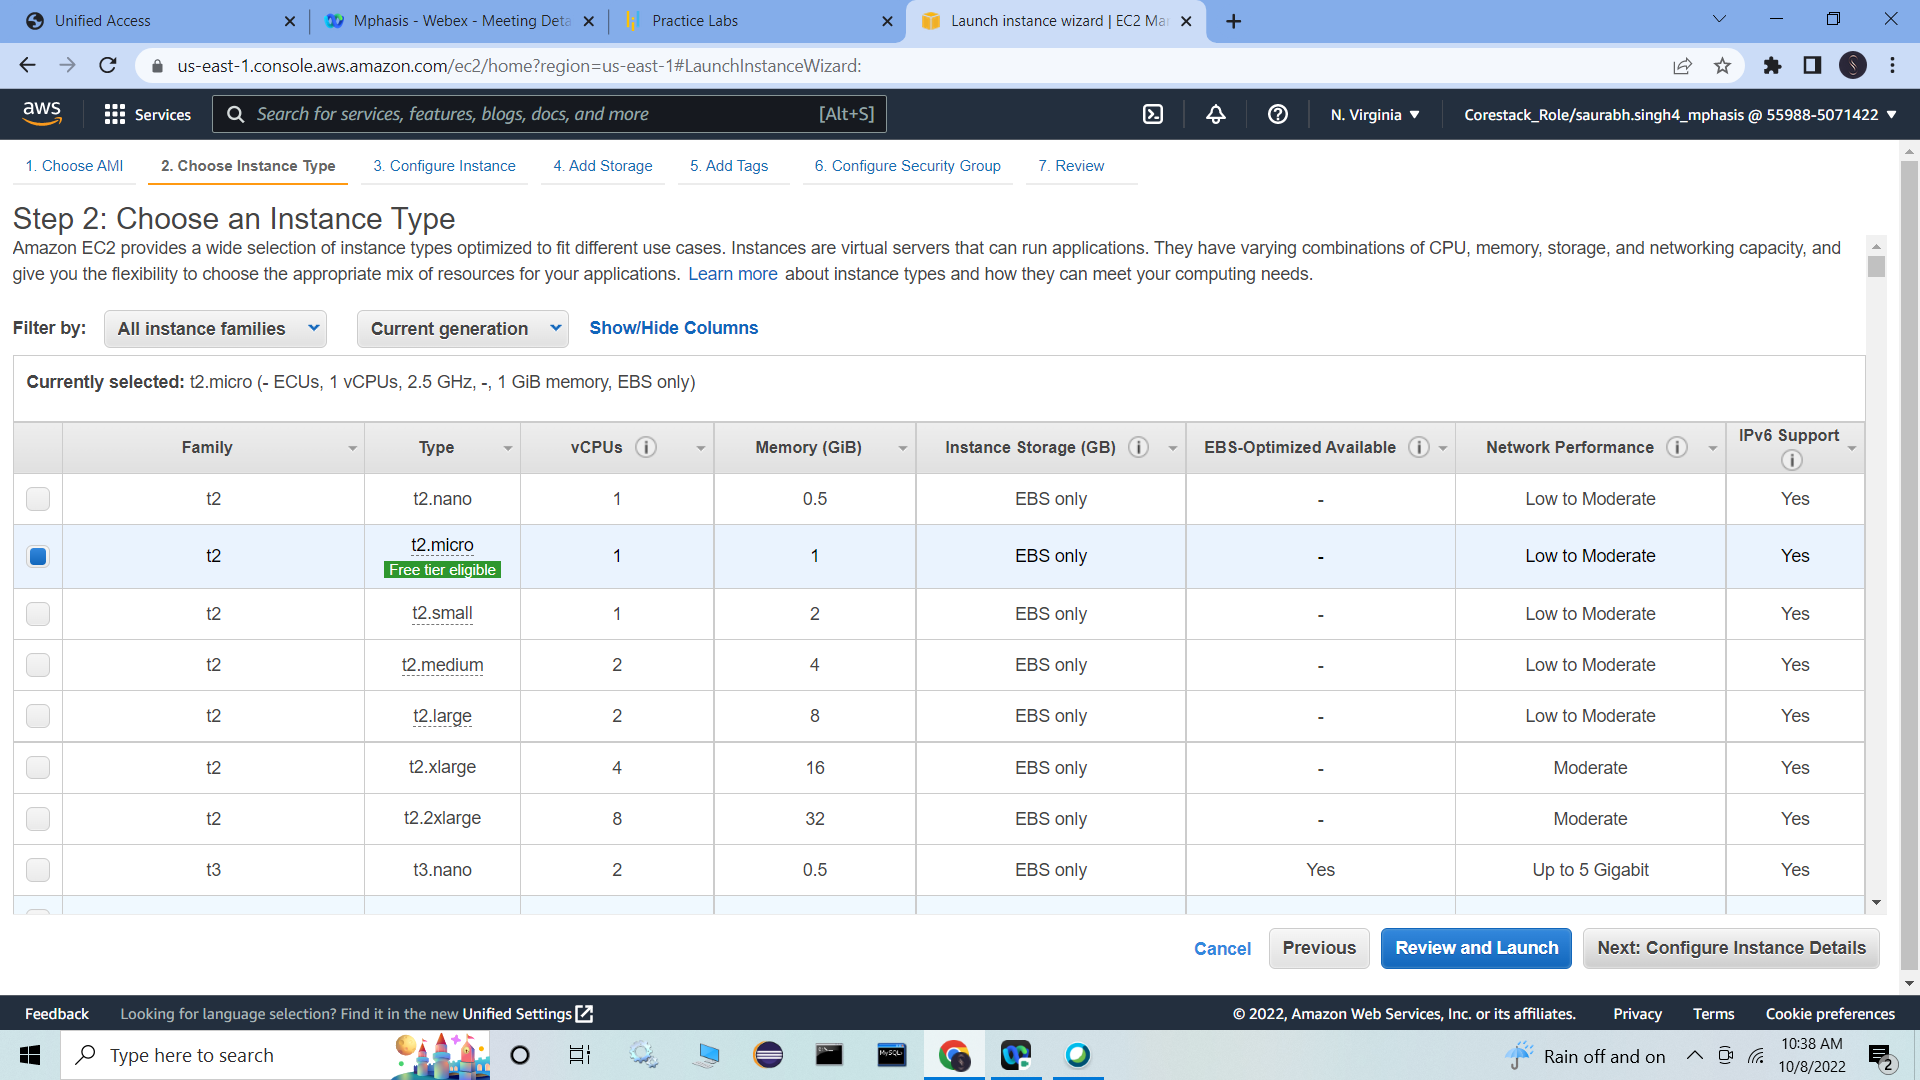 Unified Access
Mphasis - Webex - Meeting Deta
Practice Labs
Launch instance wizard | EC2 Man
us-east-1.console.aws.amazon.com/ec2/home?region=us-east-1#LaunchInstanceWizard:
aws
Services
Search for services, features, blogs, docs, and more
[Alt+S]
N. Virginia
Corestack_Role/saurabh.singh4_mphasis @ 55988-5071422
1. Choose AMI
2. Choose Instance Type
3. Configure Instance
4. Add Storage
5. Add Tags
6. Configure Security Group
7. Review
Step 2: Choose an Instance Type
Amazon EC2 provides a wide selection of instance types optimized to fit different use cases. Instances are virtual servers that can run applications. They have varying combinations of CPU, memory, storage, and networking capacity, and
give you the flexibility to choose the appropriate mix of resources for your applications. Learn more about instance types and how they can meet your computing needs.
Filter by: All instance families Current generation Show/Hide Columns
Currently selected: t2.micro (- ECUs, 1 vCPUs, 2.5 GHz, -, 1 GiB memory, EBS only)
Family Type vCPUs Memory (GiB) Instance Storage (GB) EBS-Optimized Available Network Performance IPv6 Support
t2 t2.nano 1 0.5 EBS only - Low to Moderate Yes
t2 t2.micro 1 1 EBS only - Low to Moderate Yes
Free tier eligible
t2 t2.small 1 2 EBS only - Low to Moderate Yes
t2 t2.medium 2 4 EBS only - Low to Moderate Yes
t2 t2.large 2 8 EBS only - Low to Moderate Yes
t2 t2.xlarge 4 16 EBS only - Moderate Yes
t2 t2.2xlarge 8 32 EBS only - Moderate Yes
t3 t3.nano 2 0.5 EBS only Yes Up to 5 Gigabit Yes
Cancel
Previous
Review and Launch
Next: Configure Instance Details
Feedback
Looking for language selection? Find it in the new Unified Settings
© 2022, Amazon Web Services, Inc. or its affiliates.
Privacy
Terms
Cookie preferences
Type here to search
MySQL
Rain off and on
10:38 AM
10/8/2022
2